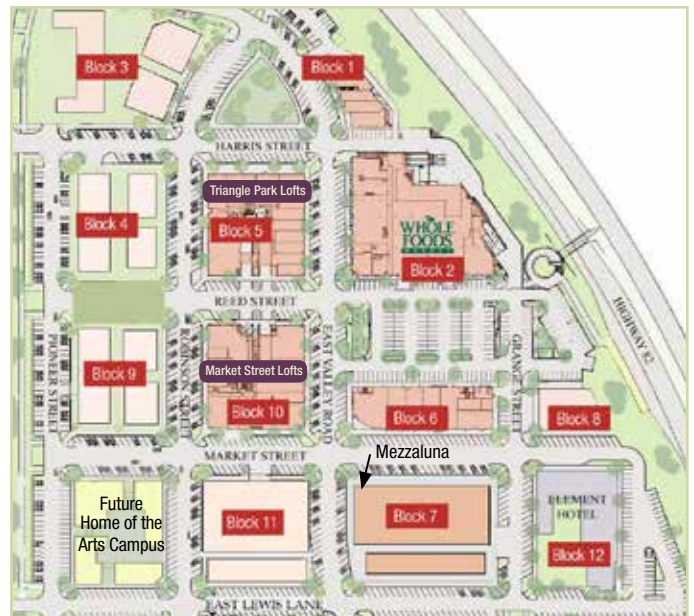 Block 3
Block 1
HARRIS STREET
Triangle Park Lofts
Block 4
Block 5
THE
WHOLE
FOODS
MARKET
Block 2
REED STREET
HIGHWAY 82
PIONEER STREET
ROBINSON STREET
EAST VALLEY ROAD
GRANGE STREET
Block 9
Market Street Lofts
Block 10
Block 6
Block 8
MARKET STREET
Mezzaluna
Future
Home of the
Arts Campus
Block 11
Block 7
ELEMENT
HOTEL
Block 12
EAST LEWIS LANE